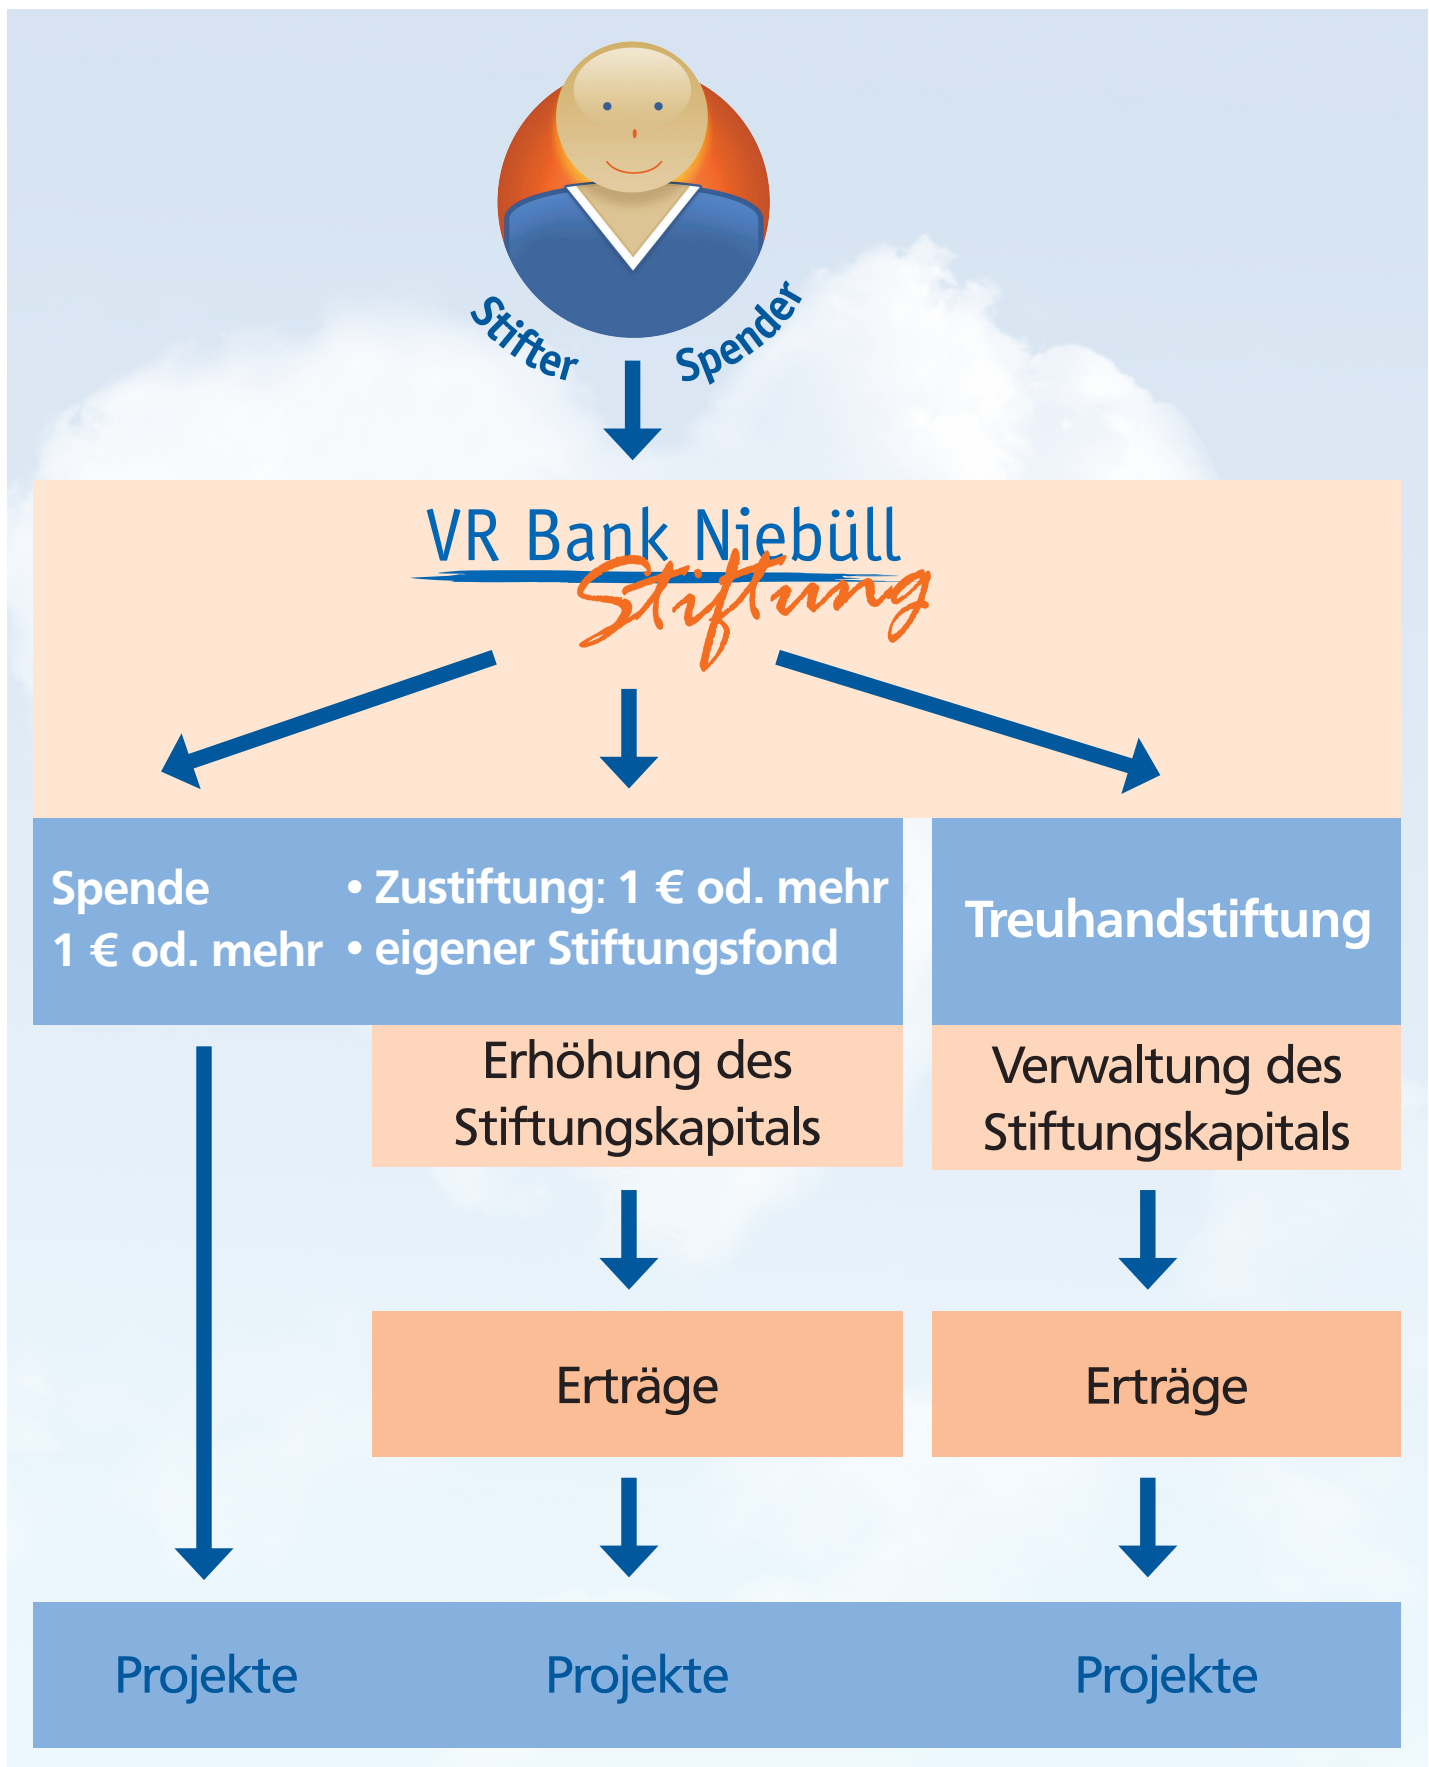 Stifter
Spender
VR Bank Niebüll
Stiftung
Spende
1 € od. mehr
• Zustiftung: 1 € od. mehr
• eigener Stiftungsfond
Treuhandstiftung
Erhöhung des
Stiftungskapitals
Verwaltung des
Stiftungskapitals
Erträge
Erträge
Projekte
Projekte
Projekte